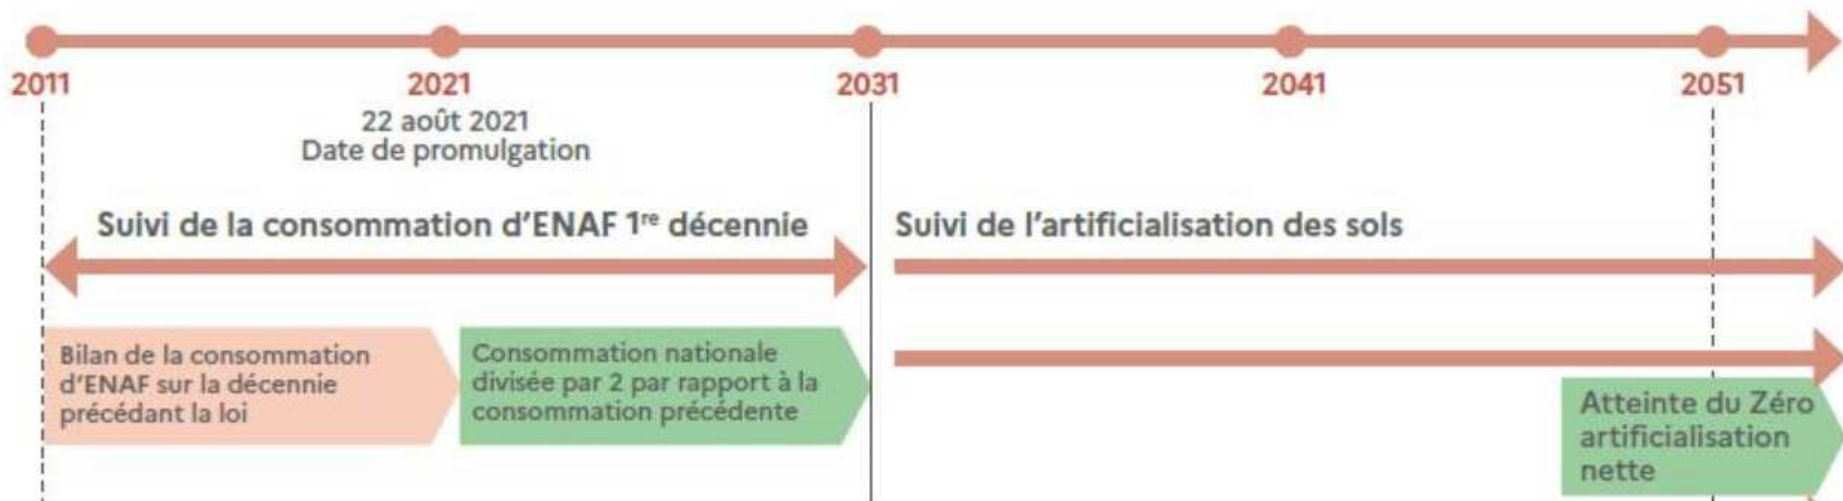 2011
2021
2031
2041
2051
22 août 2021
Date de promulgation
Suivi de la consommation d'ENAF 1re décennie
Suivi de l'artificialisation des sols
Bilan de la consommation
d'ENAF sur la décennie
précédant la loi
Consommation nationale
divisée par 2 par rapport à la
consommation précédente
Atteinte du Zéro
artificialisation
nette